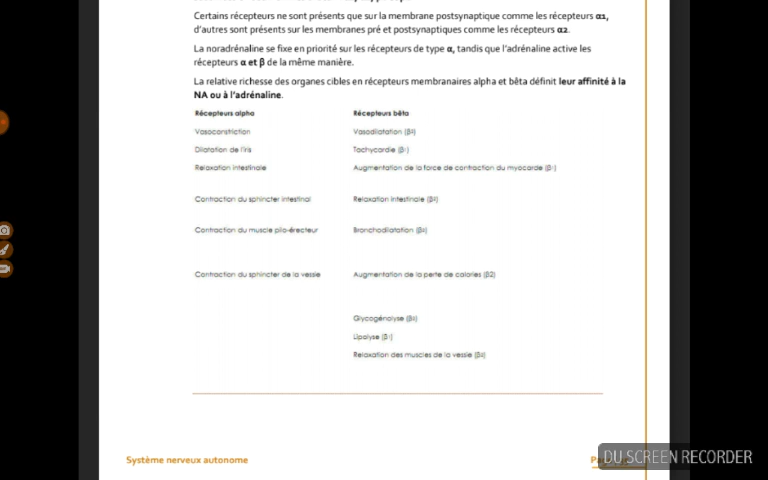 Certains récepteurs ne sont présents que sur la membrane postsynaptique comme les récepteurs α1,
d'autres sont présents sur les membranes pré et postsynaptiques comme les récepteurs α2.
La noradrénaline se fixe en priorité sur les récepteurs de type α, tandis que l'adrénaline active les
récepteurs α et β de la même manière.
La relative richesse des organes cibles en récepteurs membranaires alpha et bêta définit leur affinité à la
NA ou à l'adrénaline.
Récepteurs alpha Récepteurs bêta
Vasoconstriction Vasodilatation (β2)
Dilatation de l'iris Tachycardie (β1)
Relaxation intestinale Augmentation de la force de contraction du myocarde (β1)
Contraction du sphincter intestinal Relaxation intestinale (β2)
Contraction du muscle pilo-érecteur Bronchodilatation (β2)
Contraction du sphincter de la vessie Augmentation de la perte de calories (β2)
Glycogénolyse (β2)
Lipolyse (β1)
Relaxation des muscles de la vessie (β2)
Système nerveux autonome
DU SCREEN RECORDER